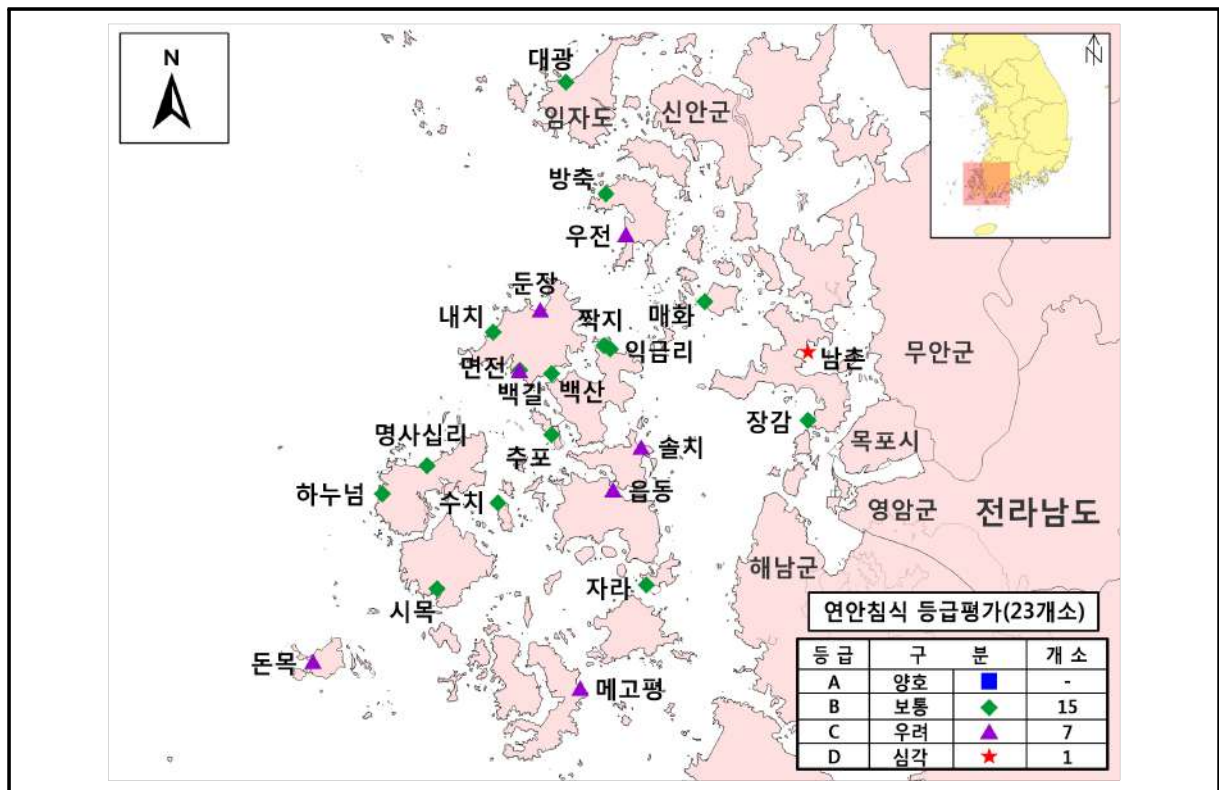 N
N
대광
임자도
신안군
방축
우전
둔장
내치
짝지
매화
익금리
남촌
무안군
면전
백길
백산
장감
목포시
명사십리
추포
솔치
하누넘
수치
읍동
영암군
전라남도
해남군
자라
시목
돈목
메고평
연안침식 등급평가(23개소)
등 급 구 분 개 소
A 양호 -
B 보통 15
C 우려 7
D 심각 1